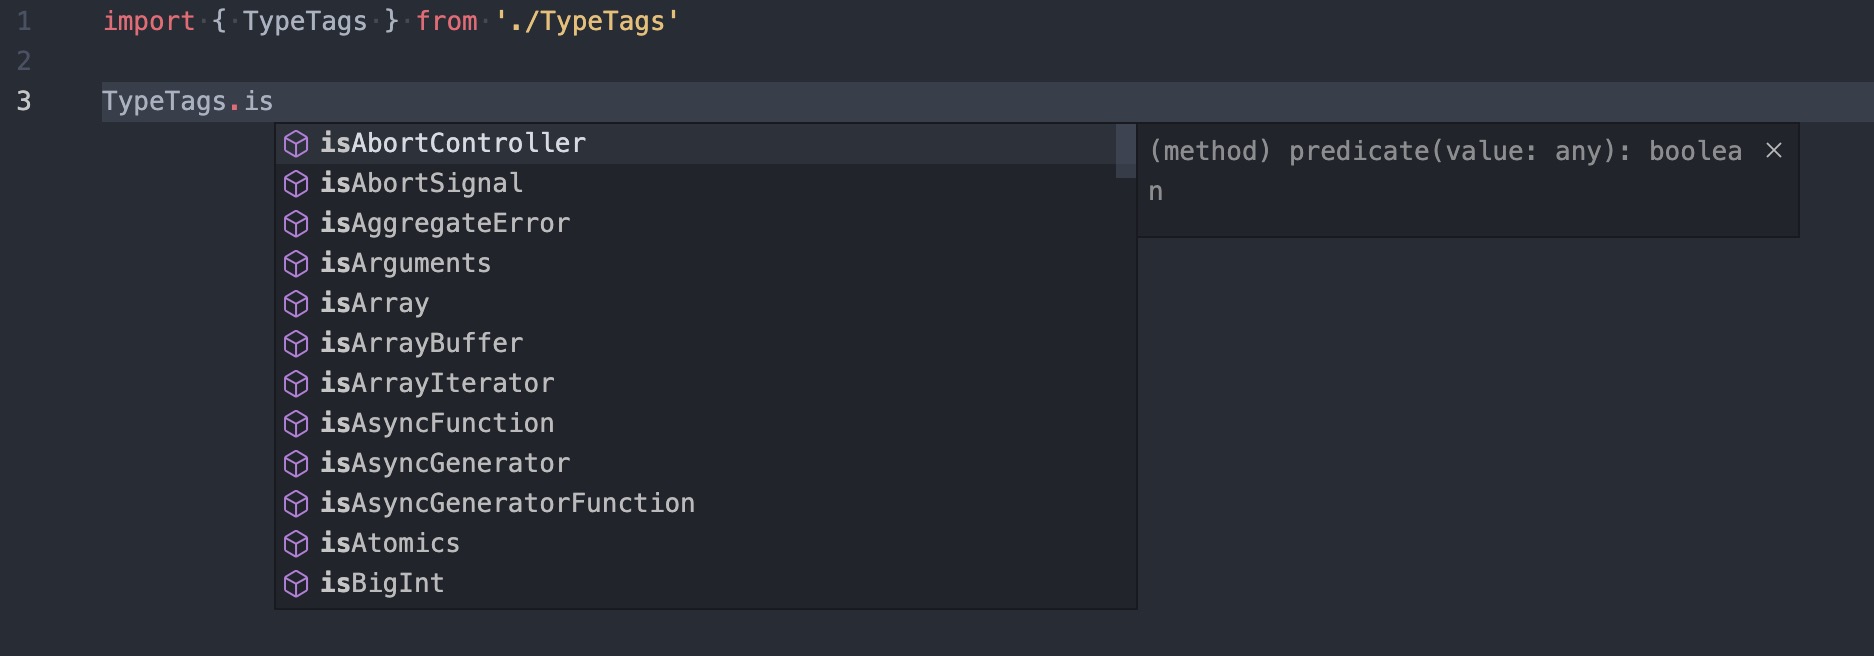 1 import { TypeTags } from './TypeTags'
2
3 TypeTags.is
isAbortController
isAbortSignal
isAggregateError
isArguments
isArray
isArrayBuffer
isArrayIterator
isAsyncFunction
isAsyncGenerator
isAsyncGeneratorFunction
isAtomics
isBigInt
(method) predicate(value: any): boolea
n